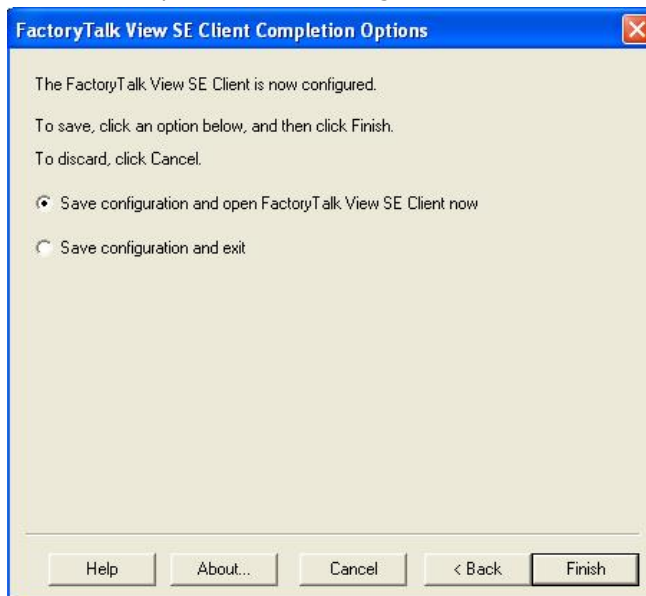 FactoryTalk View SE Client Completion Options
The FactoryTalk View SE Client is now configured.
To save, click an option below, and then click Finish.
To discard, click Cancel.
Save configuration and open FactoryTalk View SE Client now
Save configuration and exit
Help About... Cancel < Back Finish